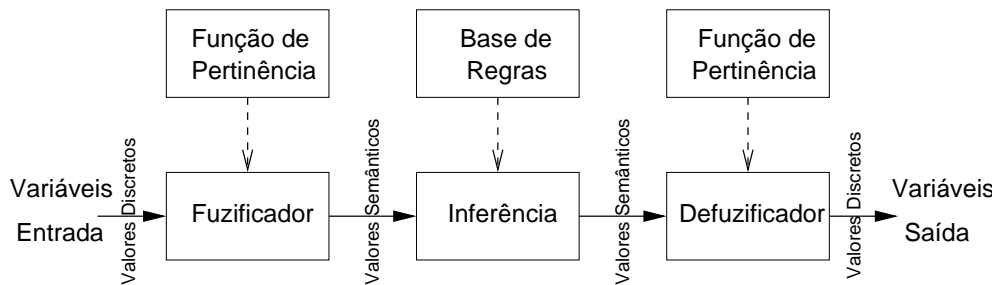 Função de
Pertinência
Base de
Regras
Função de
Pertinência
Variáveis
Entrada
Valores Discretos
Fuzificador
Valores Semânticos
Inferência
Valores Semânticos
Defuzificador
Valores Discretos
Variáveis
Saída